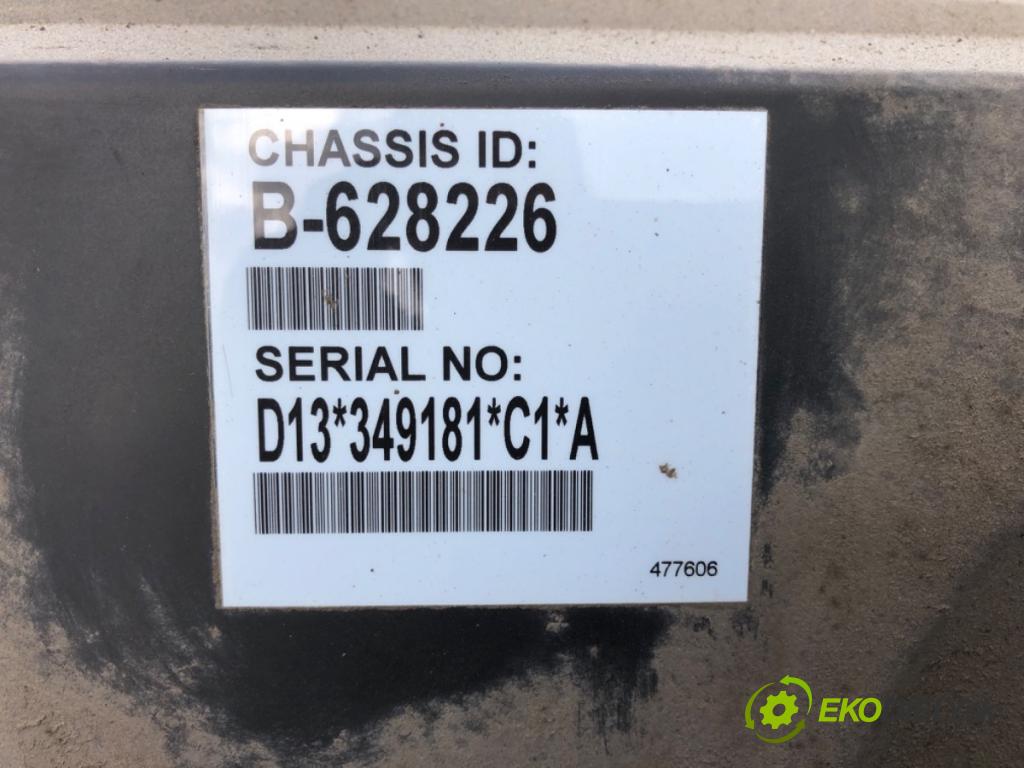 CHASSIS ID:
B-628226
SERIAL NO:
D13*349181*C1*A
477606
EKO